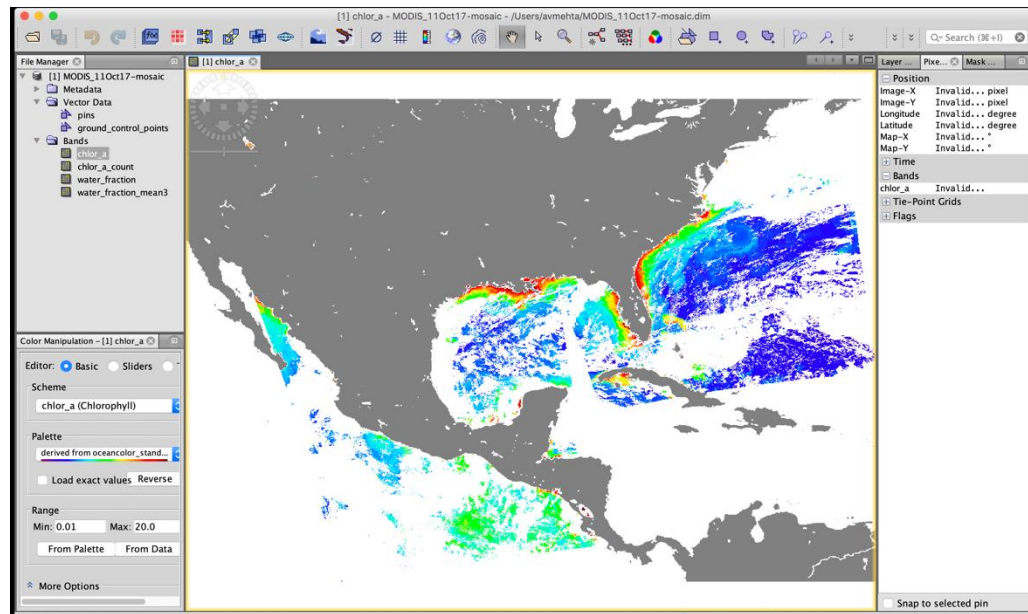 [1] chlor_a - MODIS_11Oct17-mosaic - /Users/avmehta/MODIS_11Oct17-mosaic.dim
Search (⌘+I)
File Manager
[1] MODIS_11Oct17-mosaic
Metadata
Vector Data
pins
ground_control_points
Bands
chlor_a
chlor_a_count
water_fraction
water_fraction_mean3
[1] chlor_a
Color Manipulation - [1] chlor_a
Editor: Basic Sliders
Scheme
chlor_a (Chlorophyll)
Palette
derived from oceancolor_stand...
Load exact values Reverse
Range
Min: 0.01 Max: 20.0
From Palette From Data
More Options
Layer ... Pixe... Mask ...
Position
Image-X Invalid... pixel
Image-Y Invalid... pixel
Longitude Invalid... degree
Latitude Invalid... degree
Map-X Invalid... °
Map-Y Invalid... °
Time
Bands
chlor_a Invalid...
Tie-Point Grids
Flags
Snap to selected pin